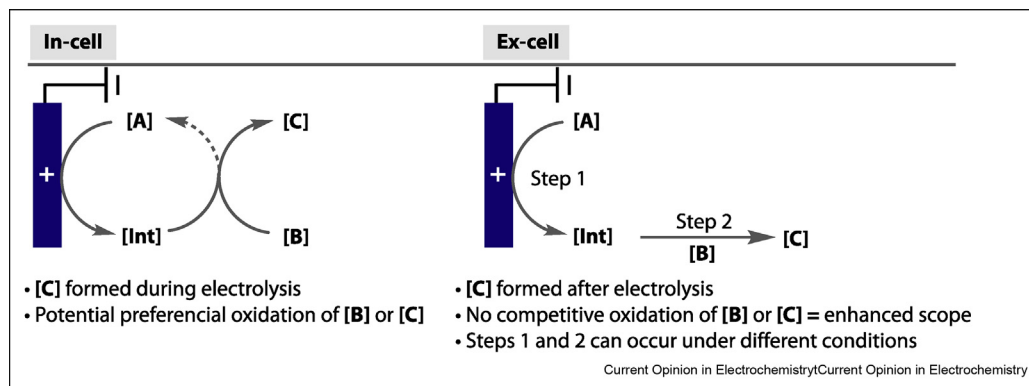 In-cell
[A]
[C]
+
[Int]
[B]
• [C] formed during electrolysis
• Potential preferencial oxidation of [B] or [C]
Ex-cell
[A]
+
Step 1
[Int]
Step 2
[B]
[C]
• [C] formed after electrolysis
• No competitive oxidation of [B] or [C] = enhanced scope
• Steps 1 and 2 can occur under different conditions
Current Opinion in ElectrochemistrytCurrent Opinion in Electrochemistry